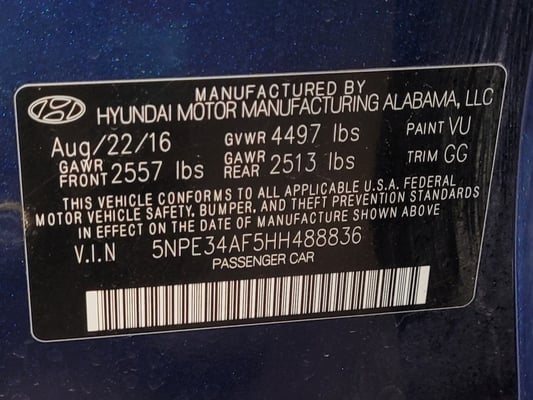 MANUFACTURED BY
HYUNDAI MOTOR MANUFACTURING ALABAMA, LLC
Aug/22/16 GVWR 4497 lbs PAINT VU
GAWR FRONT 2557 lbs GAWR REAR 2513 lbs TRIM GG
THIS VEHICLE CONFORMS TO ALL APPLICABLE U.S.A. FEDERAL
MOTOR VEHICLE SAFETY, BUMPER, AND THEFT PREVENTION STANDARDS
IN EFFECT ON THE DATE OF MANUFACTURE SHOWN ABOVE
V.I.N 5NPE34AF5HH488836
PASSENGER CAR